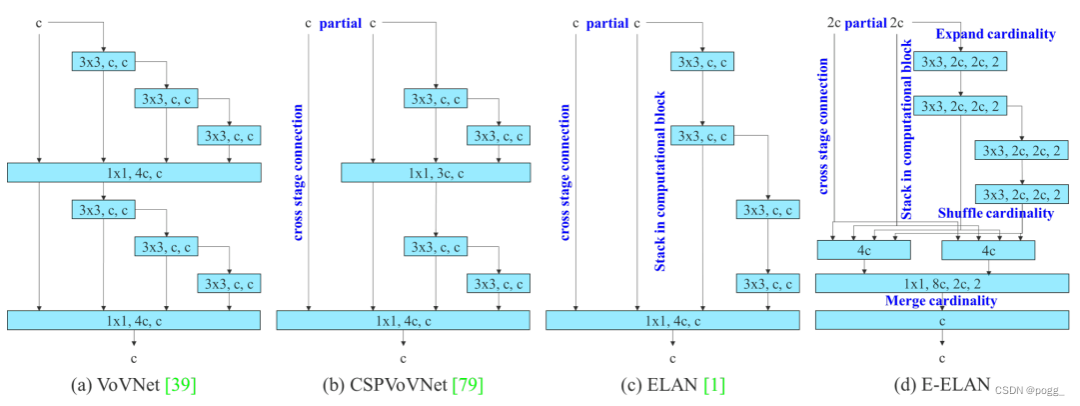 c
3x3, c, c
3x3, c, c
3x3, c, c
1x1, 4c, c
3x3, c, c
3x3, c, c
3x3, c, c
1x1, 4c, c
c
(a) VoVNet [39]
c partial c
cross stage connection
3x3, c, c
3x3, c, c
1x1, 3c, c
3x3, c, c
3x3, c, c
1x1, 4c, c
c
(b) CSPVoVNet [79]
c partial c
cross stage connection
Stack in computational block
3x3, c, c
3x3, c, c
3x3, c, c
3x3, c, c
1x1, 4c, c
c
(c) ELAN [1]
2c partial 2c
Expand cardinality
cross stage connection
Stack in computational block
3x3, 2c, 2c, 2
3x3, 2c, 2c, 2
3x3, 2c, 2c, 2
3x3, 2c, 2c, 2
Shuffle cardinality
4c
4c
1x1, 8c, 2c, 2
Merge cardinality
c
c
(d) E-ELAN
CSDN @pogg_